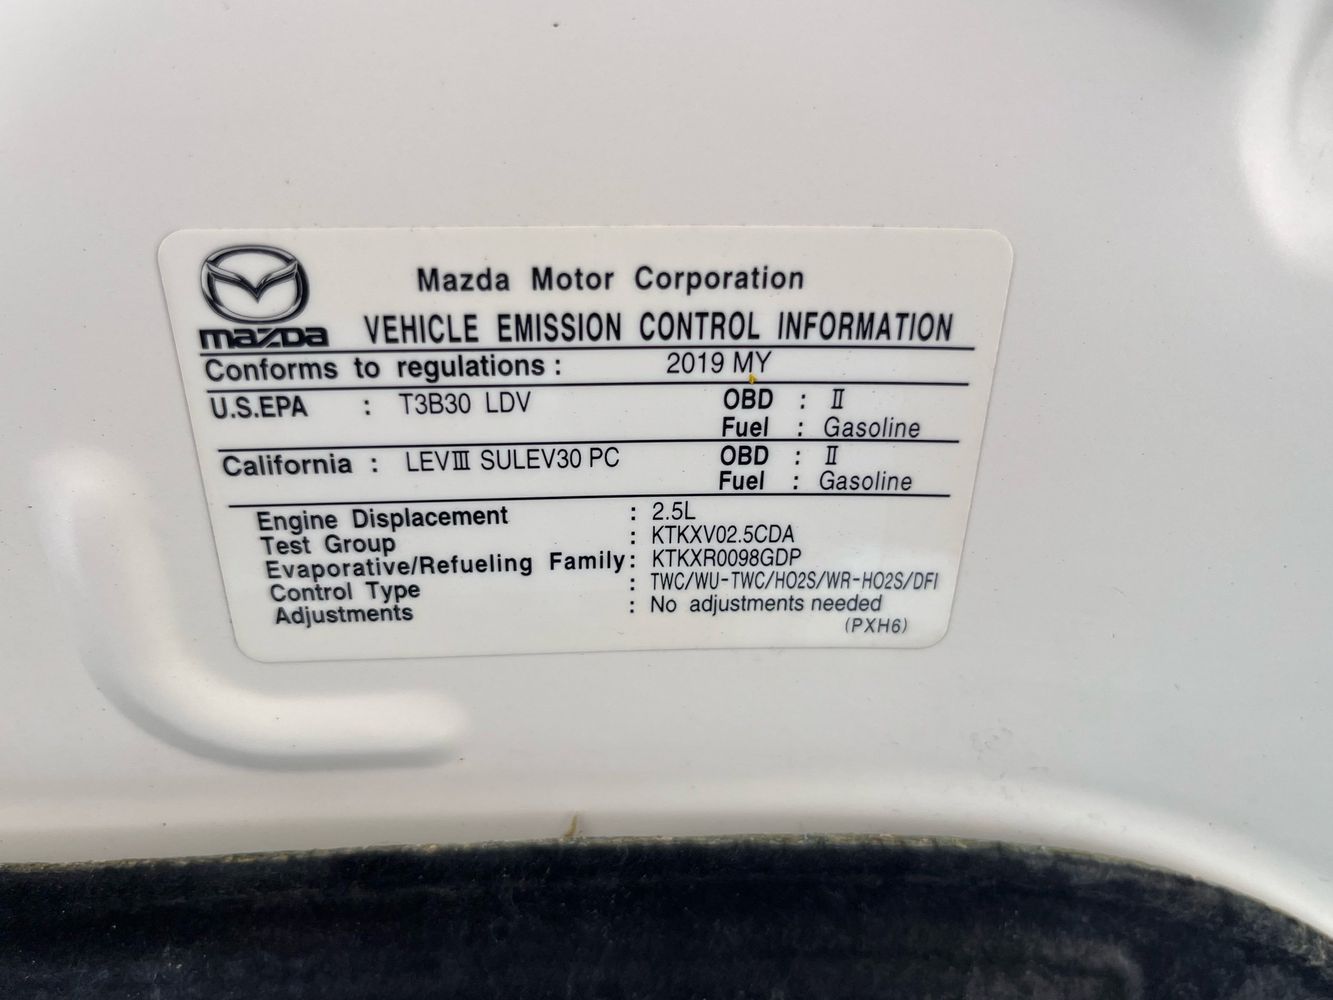 Mazda Motor Corporation
mazda VEHICLE EMISSION CONTROL INFORMATION
Conforms to regulations : 2019 MY
U.S.EPA : T3B30 LDV OBD : Ⅱ
Fuel : Gasoline
California : LEVⅢ SULEV30 PC OBD : Ⅱ
Fuel : Gasoline
Engine Displacement : 2.5L
Test Group : KTKXV02.5CDA
Evaporative/Refueling Family : KTKXR0098GDP
Control Type : TWC/WU-TWC/HO2S/WR-HO2S/DFI
Adjustments : No adjustments needed
(PXH6)